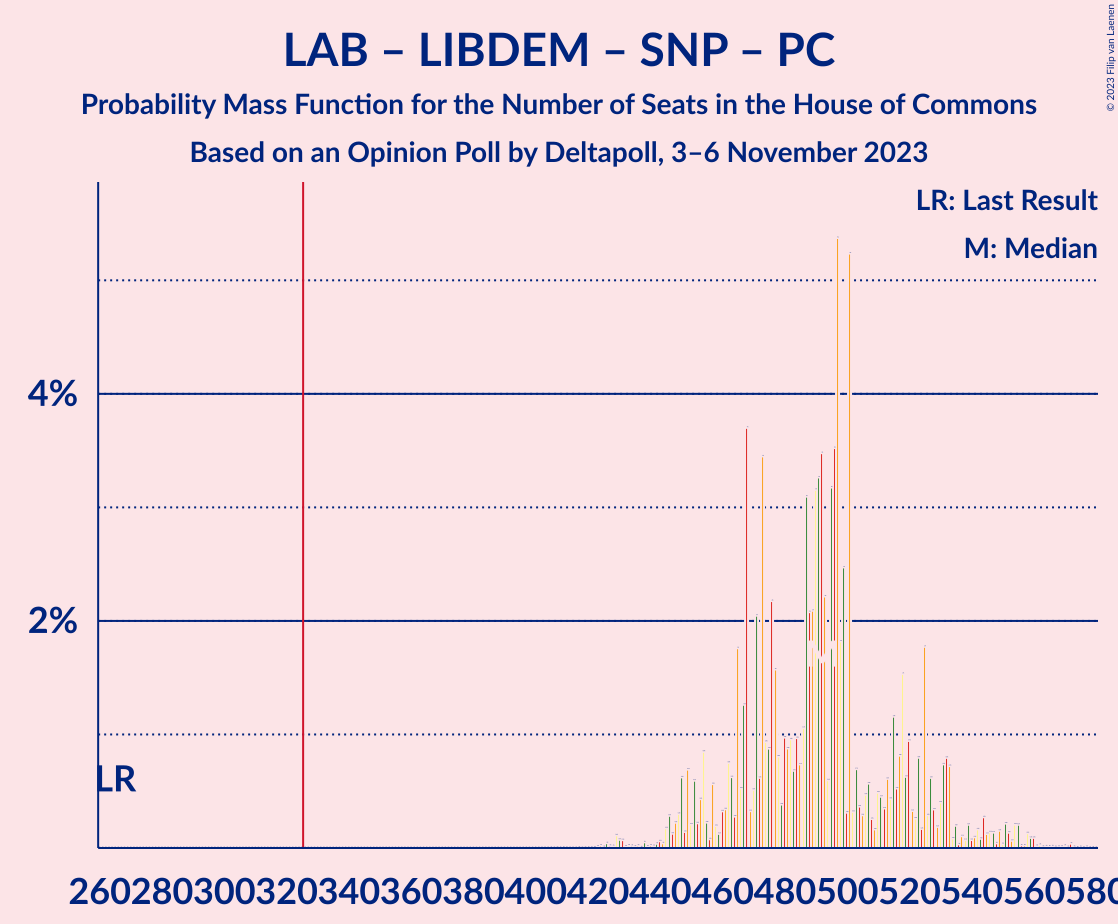 LAB – LIBDEM – SNP – PC
Probability Mass Function for the Number of Seats in the House of Commons
Based on an Opinion Poll by Deltapoll, 3–6 November 2023
© 2023 Filip van Laenen
LR: Last Result
M: Median
4%
2%
LR
260 280 300 320 340 360 380 400 420 440 460 480 500 520 540 560 580